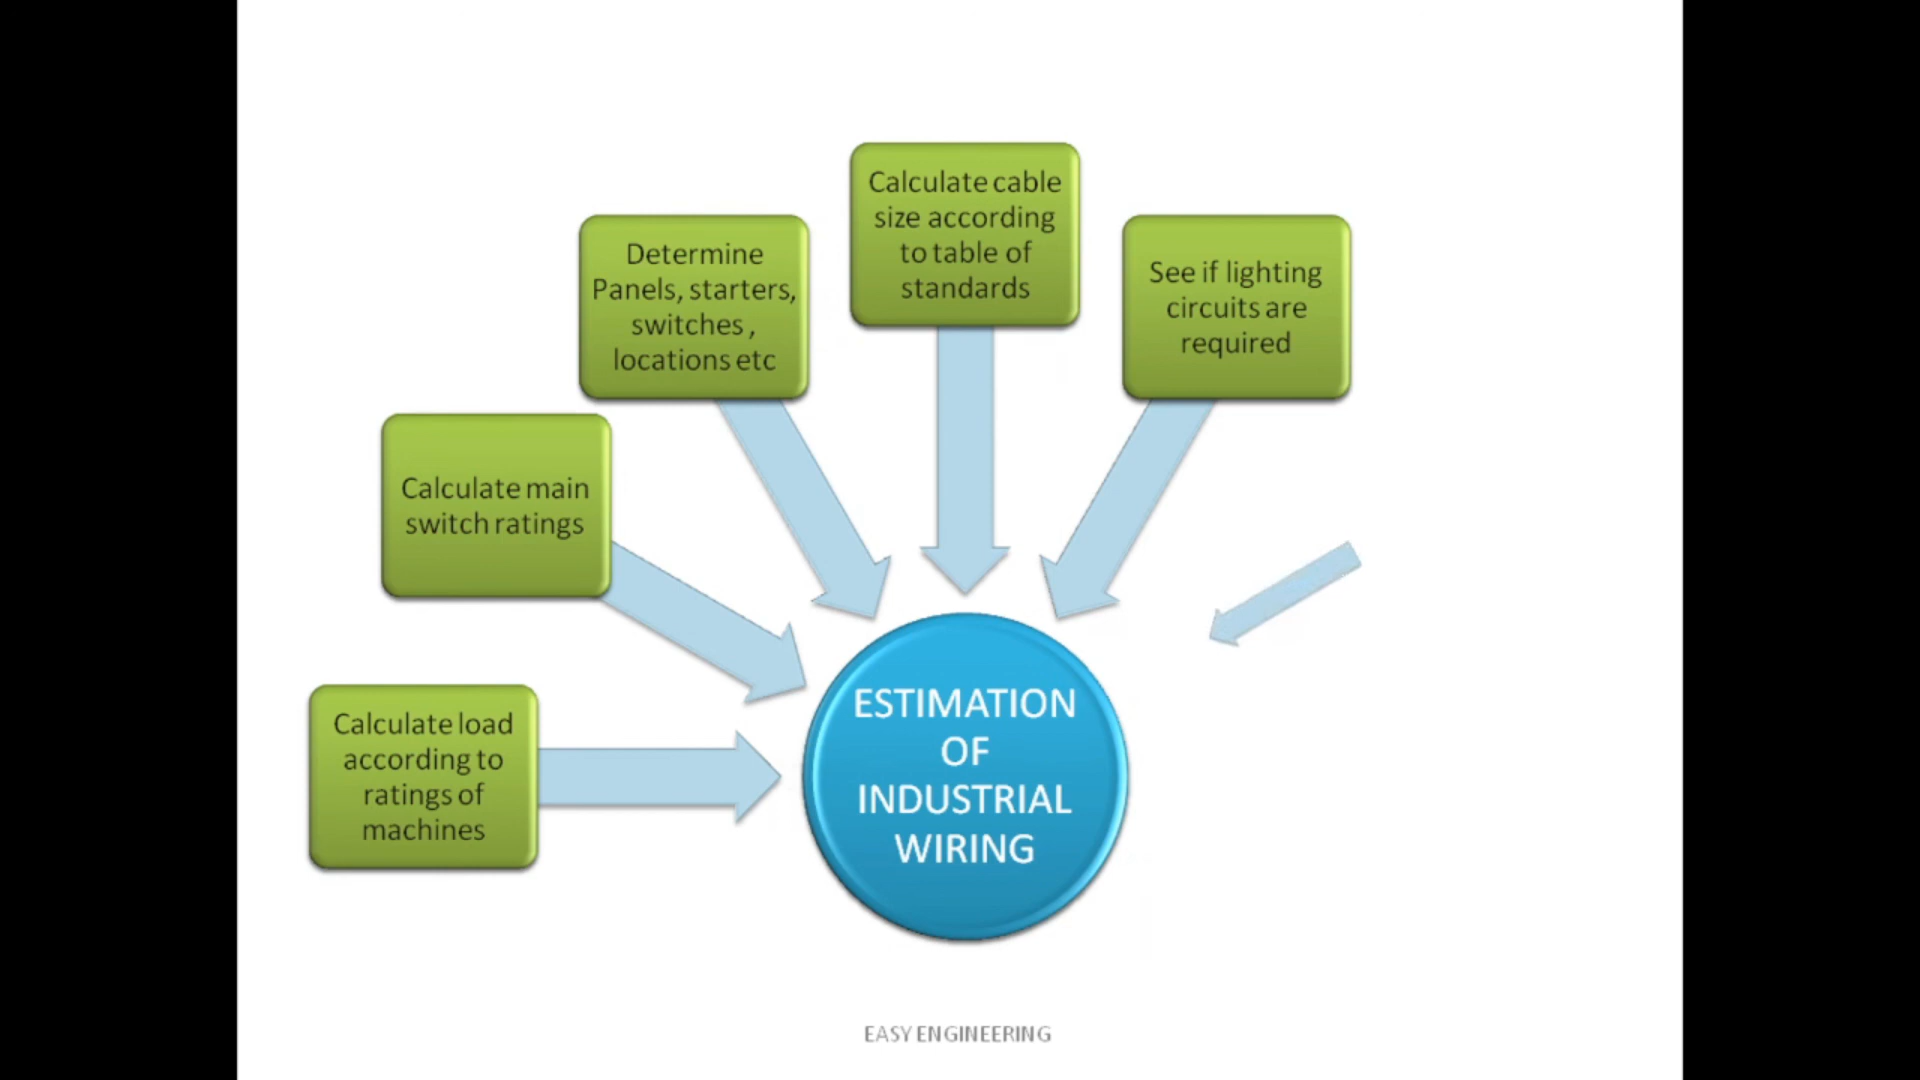 Calculate cable
size according
to table of
standards
Determine
Panels, starters,
switches ,
locations etc
See if lighting
circuits are
required
Calculate main
switch ratings
Calculate load
according to
ratings of
machines
ESTIMATION
OF
INDUSTRIAL
WIRING
EASY ENGINEERING